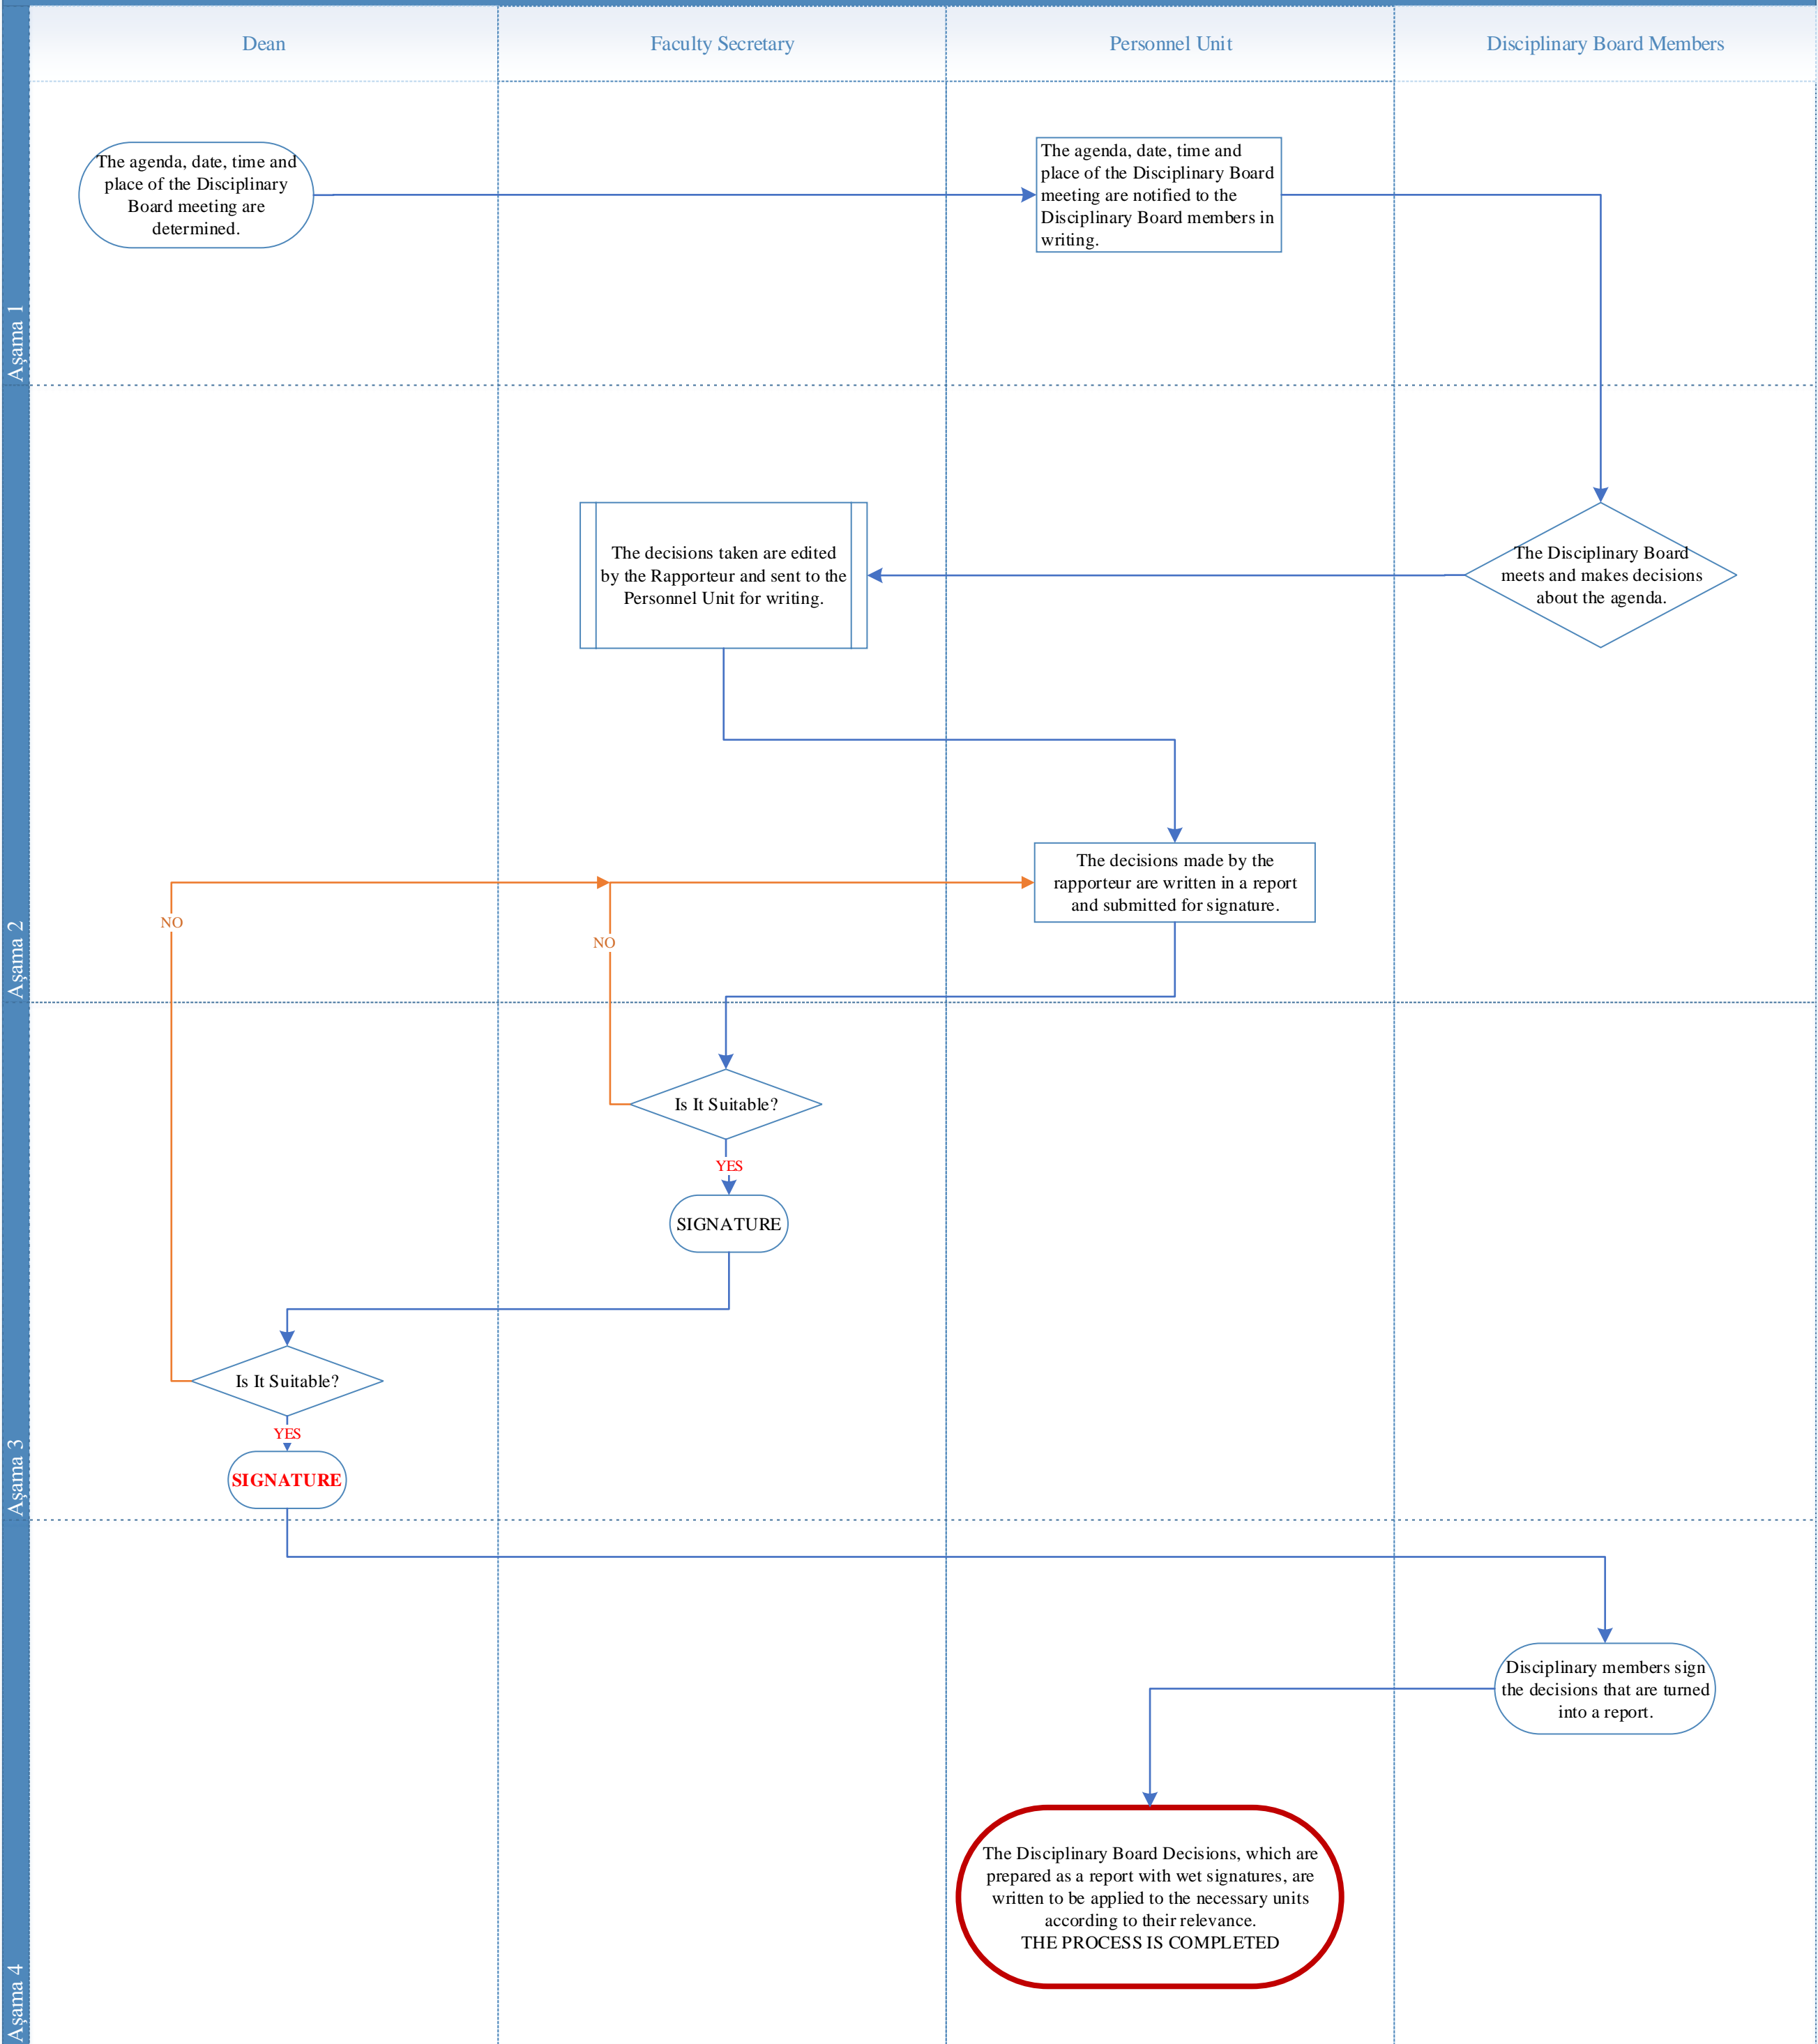 Dean
Faculty Secretary
Personnel Unit
Disciplinary Board Members
Aşama 1
The agenda, date, time and
place of the Disciplinary
Board meeting are
determined.
The agenda, date, time and
place of the Disciplinary Board
meeting are notified to the
Disciplinary Board members in
writing.
Aşama 2
The Disciplinary Board
meets and makes decisions
about the agenda.
The decisions taken are edited
by the Rapporteur and sent to the
Personnel Unit for writing.
The decisions made by the
rapporteur are written in a report
and submitted for signature.
NO
NO
Aşama 3
Is It Suitable?
YES
SIGNATURE
Is It Suitable?
YES
SIGNATURE
Aşama 4
Disciplinary members sign
the decisions that are turned
into a report.
The Disciplinary Board Decisions, which are
prepared as a report with wet signatures, are
written to be applied to the necessary units
according to their relevance.
THE PROCESS IS COMPLETED